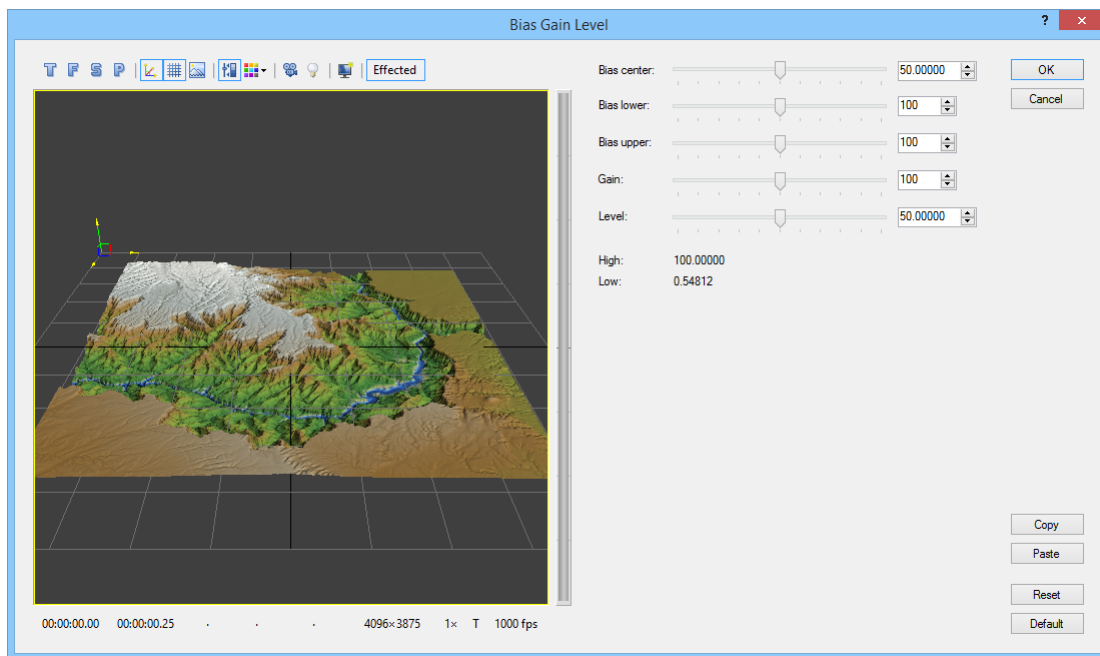 Bias Gain Level
? ×
T F S P Effected
Bias center: 50.00000
OK
Bias lower: 100
Cancel
Bias upper: 100
Gain: 100
Level: 50.00000
High: 100.00000
Low: 0.54812
Copy
Paste
Reset
Default
00:00:00.00 00:00:00.25 . . . 4096×3875 1× T 1000 fps